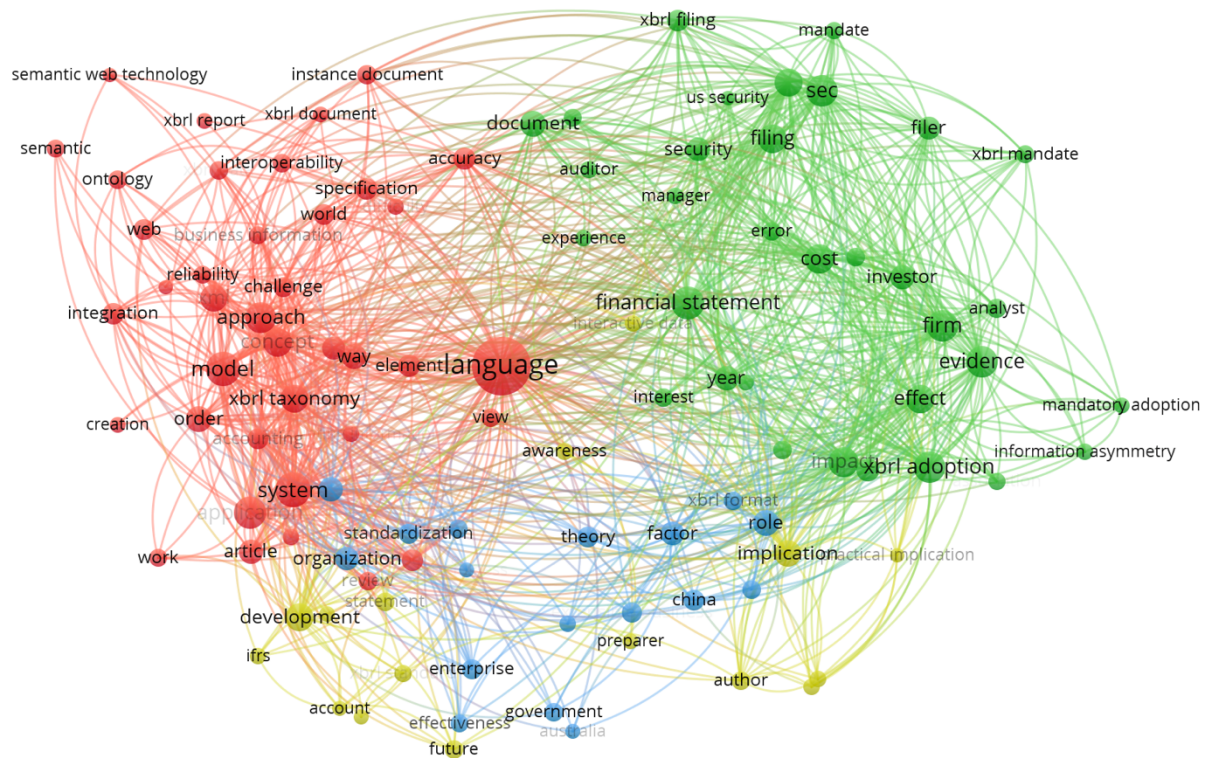 xbrl filing
mandate
semantic web technology
instance document
us security
sec
xbrl report
xbrl document
document
filing
filer
semantic
interoperability
accuracy
auditor
security
xbrl mandate
ontology
specification
manager
web
world
business information
experience
error
cost
reliability
challenge
investor
integration
approach
financial statement
interactive data
analyst
firm
concept
way
language
model
element
evidence
year
xbrl taxonomy
interest
effect
mandatory adoption
creation
order
view
accounting
awareness
information asymmetry
impact
xbrl adoption
system
xbrl format
application
standardization
theory
factor
role
work
article
organization
implication
practical implication
review
statement
china
development
preparer
ifrs
enterprise
author
account
government
effectiveness
australia
future